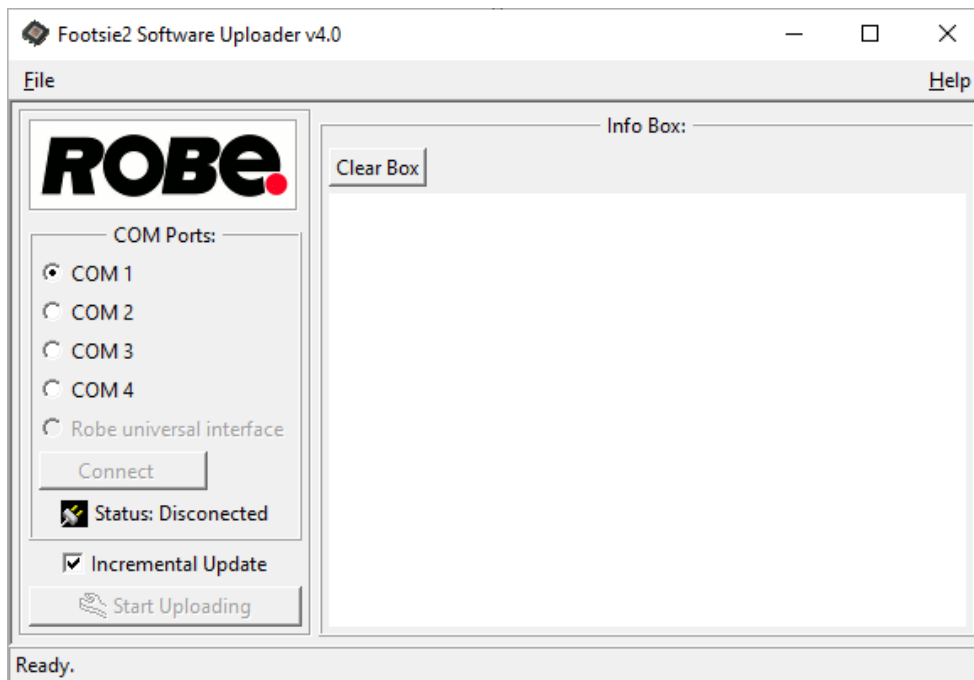 Footsie2 Software Uploader v4.0
File
Help
ROBE
COM Ports:
COM 1
COM 2
COM 3
COM 4
Robe universal interface
Connect
Status: Disconected
Incremental Update
Start Uploading
Info Box:
Clear Box
Ready.